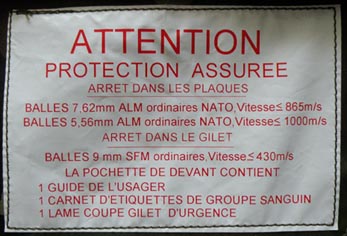 ATTENTION
PROTECTION ASSUREE
ARRET DANS LES PLAQUES
BALLES 7,62mm ALM ordinaires NATO,Vitesse≤ 865m/s
BALLES 5,56mm ALM ordinaires NATO,Vitesse≤ 1000m/s
ARRET DANS LE GILET
BALLES 9 mm SFM ordinaires,Vitesse≤430m/s
LA POCHETTE DE DEVANT CONTIENT
1 GUIDE DE L'USAGER
1 CARNET D'ETIQUETTES DE GROUPE SANGUIN
1 LAME COUPE GILET D'URGENCE